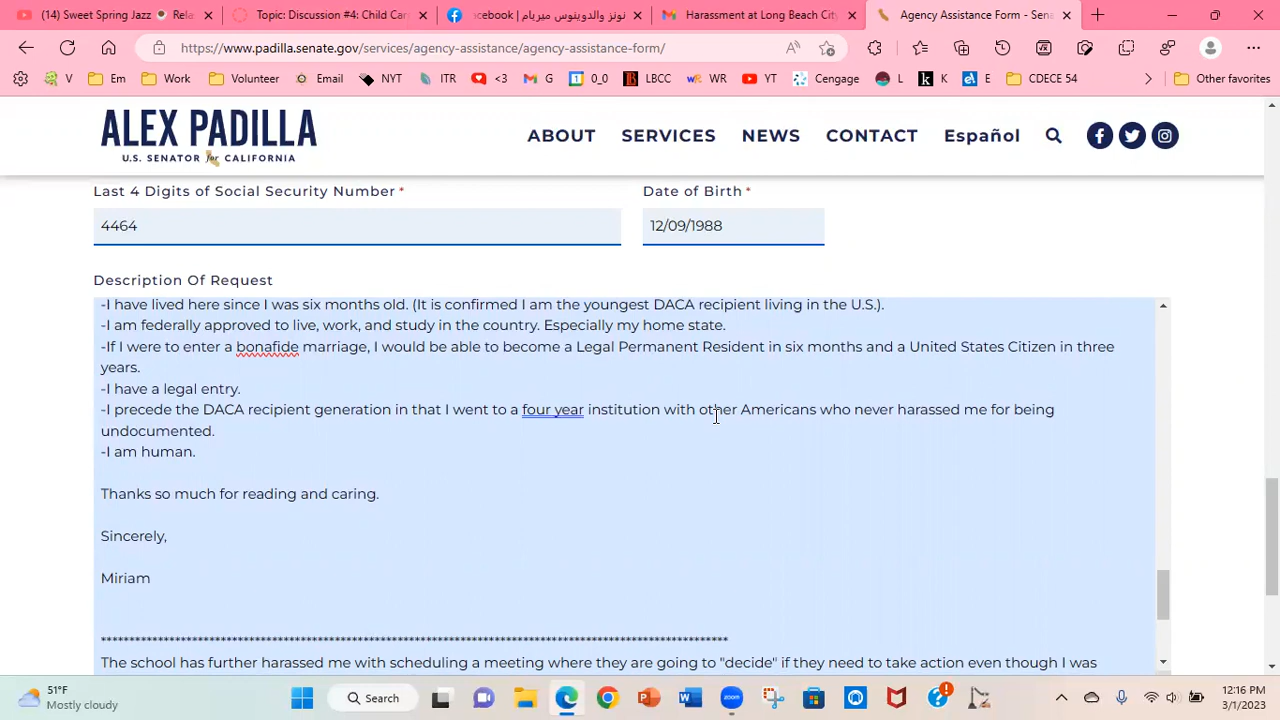 (14) Sweet Spring Jazz
Rela
Topic: Discussion #4: Child Car
acebook | نونز والدوينوس ميريام
Harassment at Long Beach Cit
Agency Assistance Form - Sena
https://www.padilla.senate.gov/services/agency-assistance/agency-assistance-form/
V Em Work Volunteer Email NYT ITR <3 G 0_0 LBCC WR YT Cengage L K E CDECE 54 Other favorites
ALEX PADILLA
U.S. SENATOR for CALIFORNIA
ABOUT SERVICES NEWS CONTACT Español
Last 4 Digits of Social Security Number *
Date of Birth *
4464
12/09/1988
Description Of Request
-I have lived here since I was six months old. (It is confirmed I am the youngest DACA recipient living in the U.S.).
-I am federally approved to live, work, and study in the country. Especially my home state.
-If I were to enter a bonafide marriage, I would be able to become a Legal Permanent Resident in six months and a United States Citizen in three
years.
-I have a legal entry.
-I precede the DACA recipient generation in that I went to a four year institution with other Americans who never harassed me for being
undocumented.
-I am human.
Thanks so much for reading and caring.
Sincerely,
Miriam
******************************************************************************************************
The school has further harassed me with scheduling a meeting where they are going to "decide" if they need to take action even though I was
51°F
Mostly cloudy
Search
12:16 PM
3/1/2023